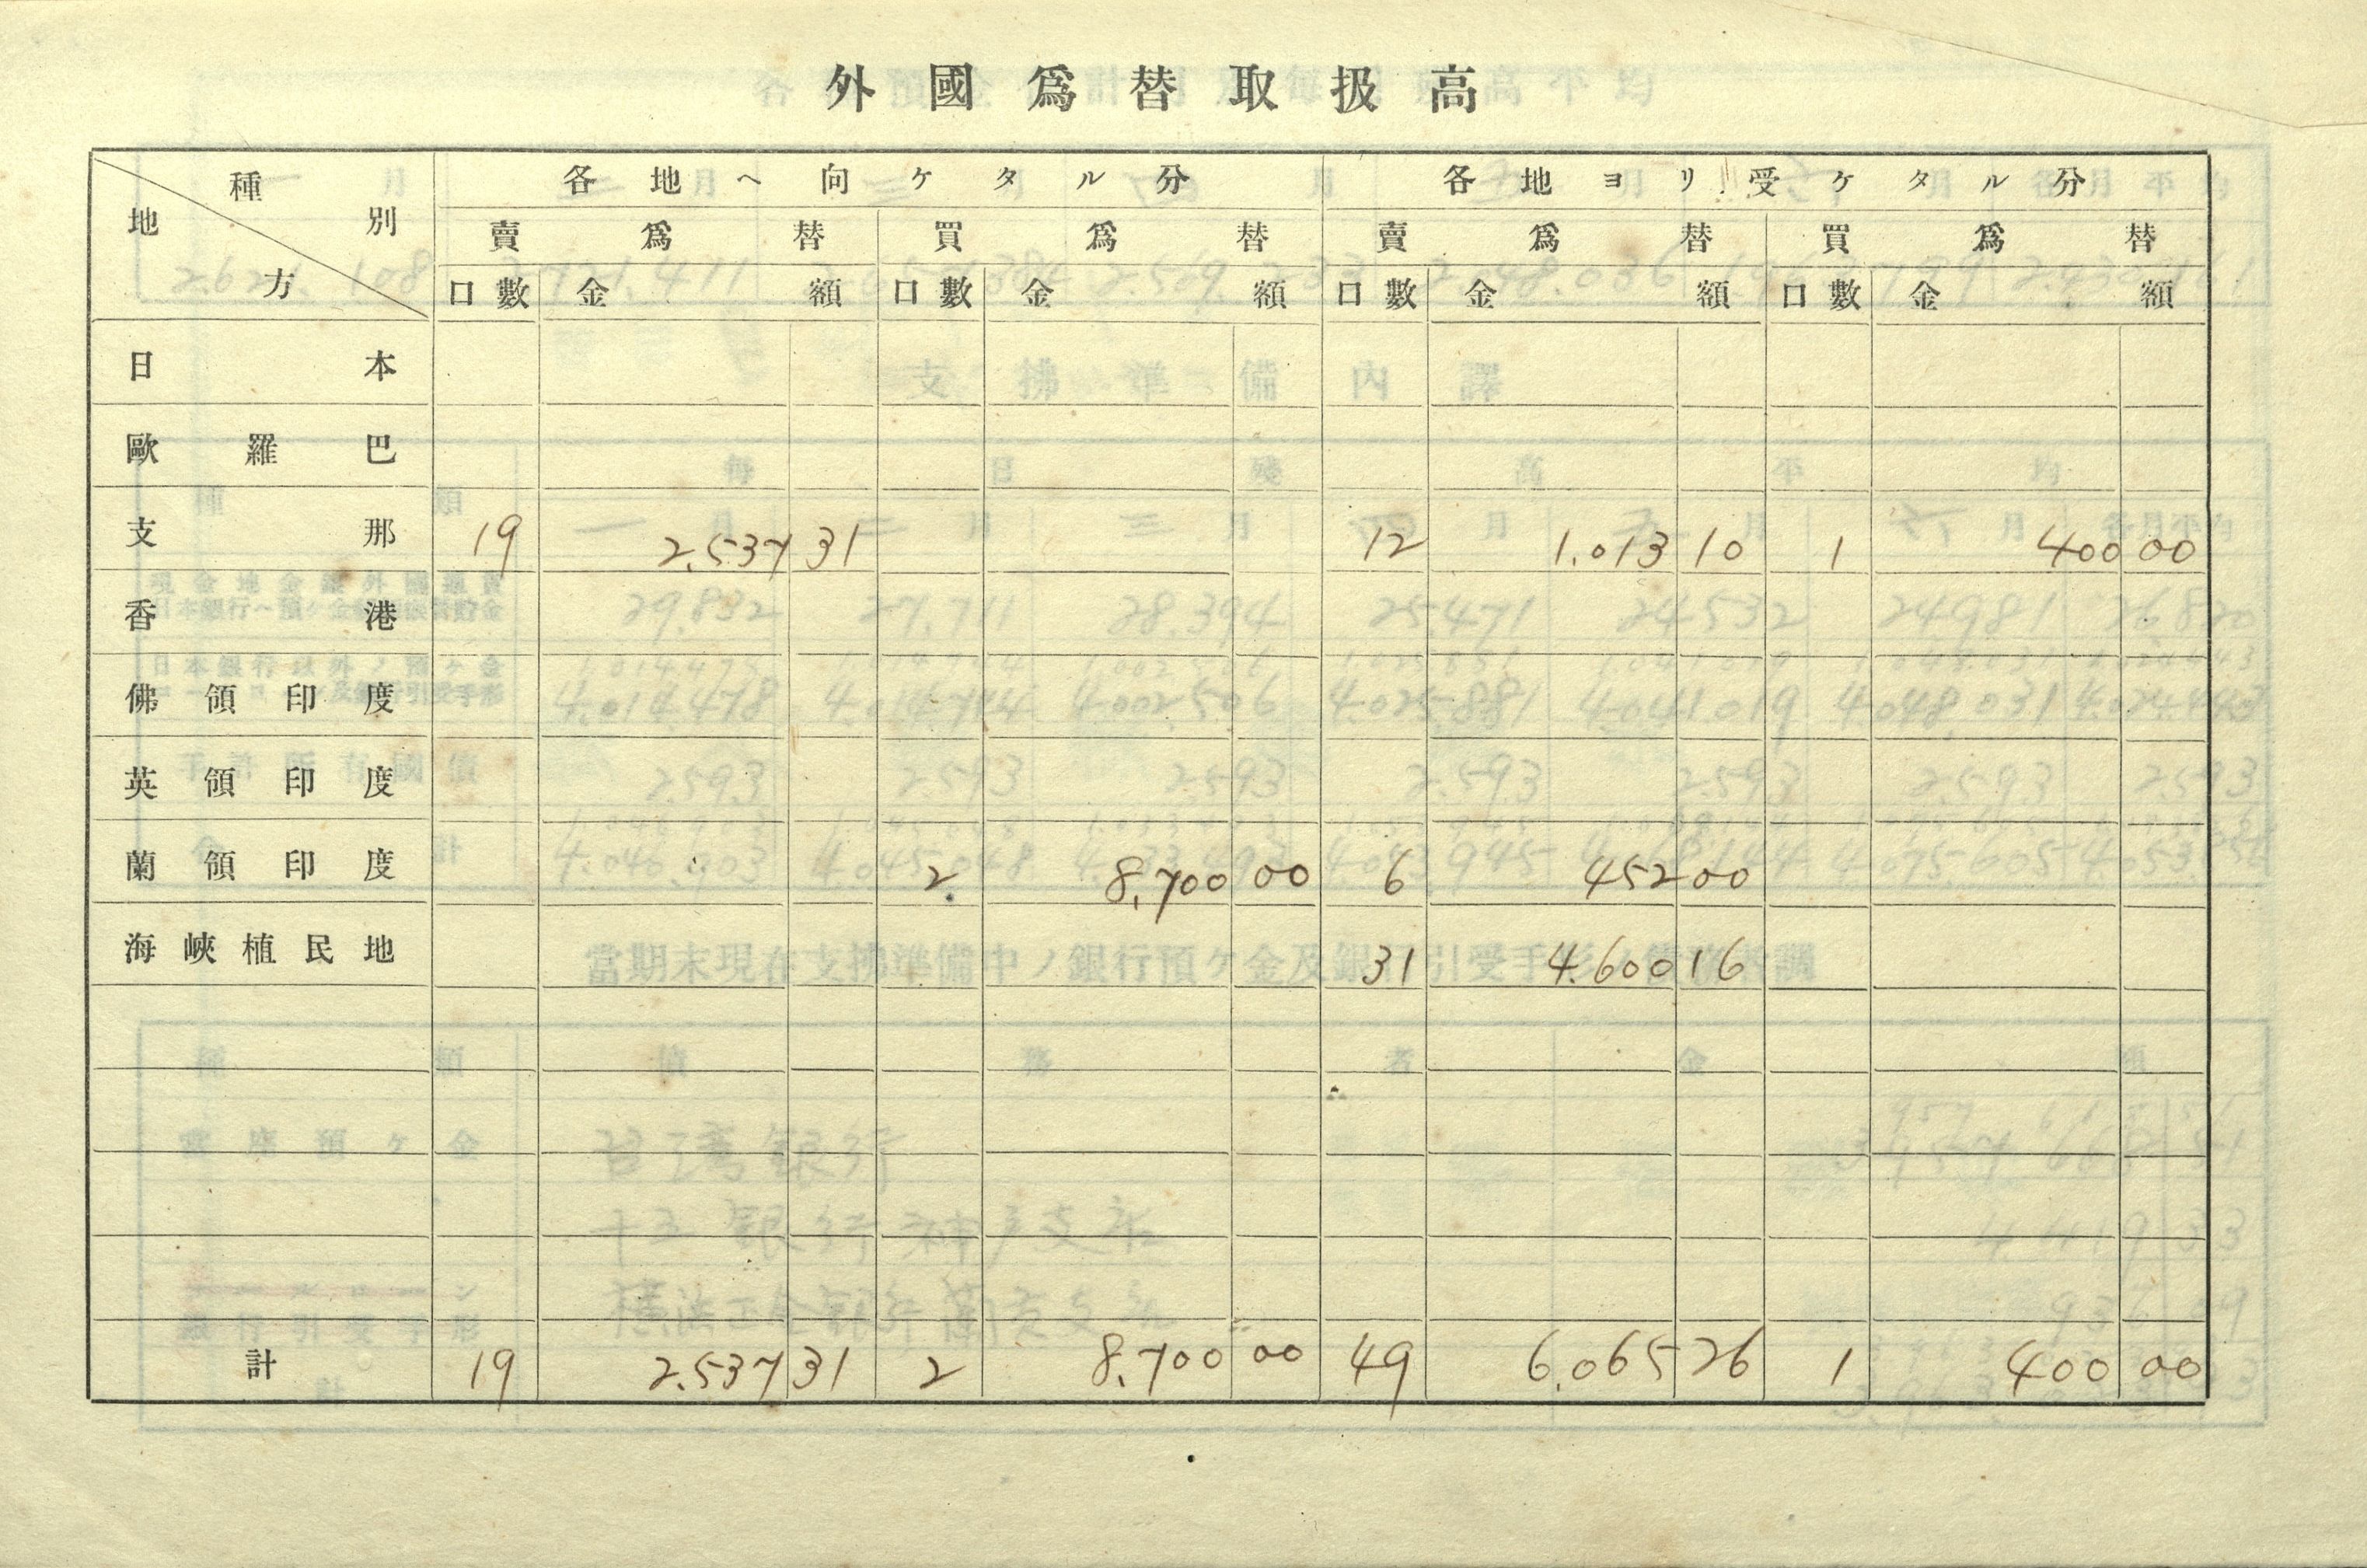 外國爲替取扱高
種別 地方 各地ヘ向ケタル分 各地ヨリ受ケタル分
賣爲替 買爲替 賣爲替 買爲替
口數 金額 口數 金額 口數 金額 口數 金額
日本
歐羅巴
支那 19 2.537 31 12 1.013 10 1 400 00
香港
佛領印度
英領印度
蘭領印度 2 8.700 00 6 452 00
海峽植民地 31 4.600 16
計 19 2.537 31 2 8.700 00 49 6.065 26 1 400 00